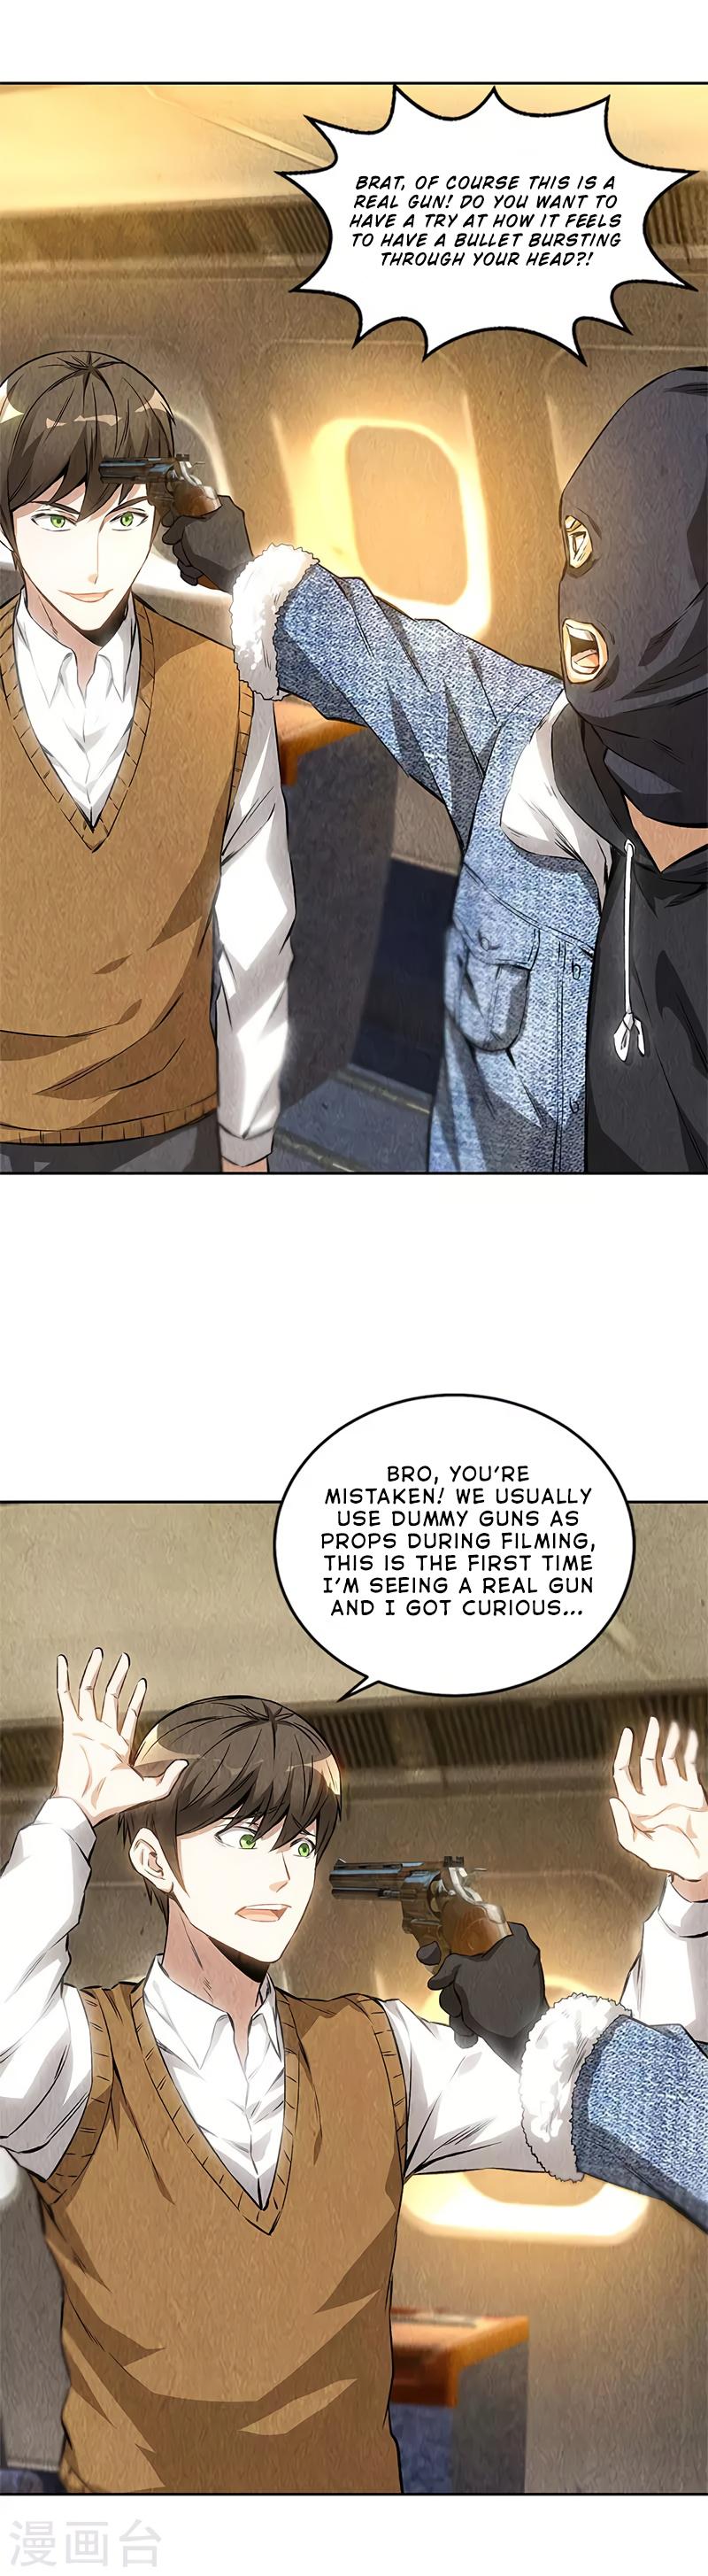 BRAT, OF COURSE THIS IS A
REAL GUN! DO YOU WANT TO
HAVE A TRY AT HOW IT FEELS
TO HAVE A BULLET BURSTING
THROUGH YOUR HEAD?!
BRO, YOU'RE
MISTAKEN! WE USUALLY
USE DUMMY GUNS AS
PROPS DURING FILMING,
THIS IS THE FIRST TIME
I'M SEEING A REAL GUN
AND I GOT CURIOUS...
漫画台